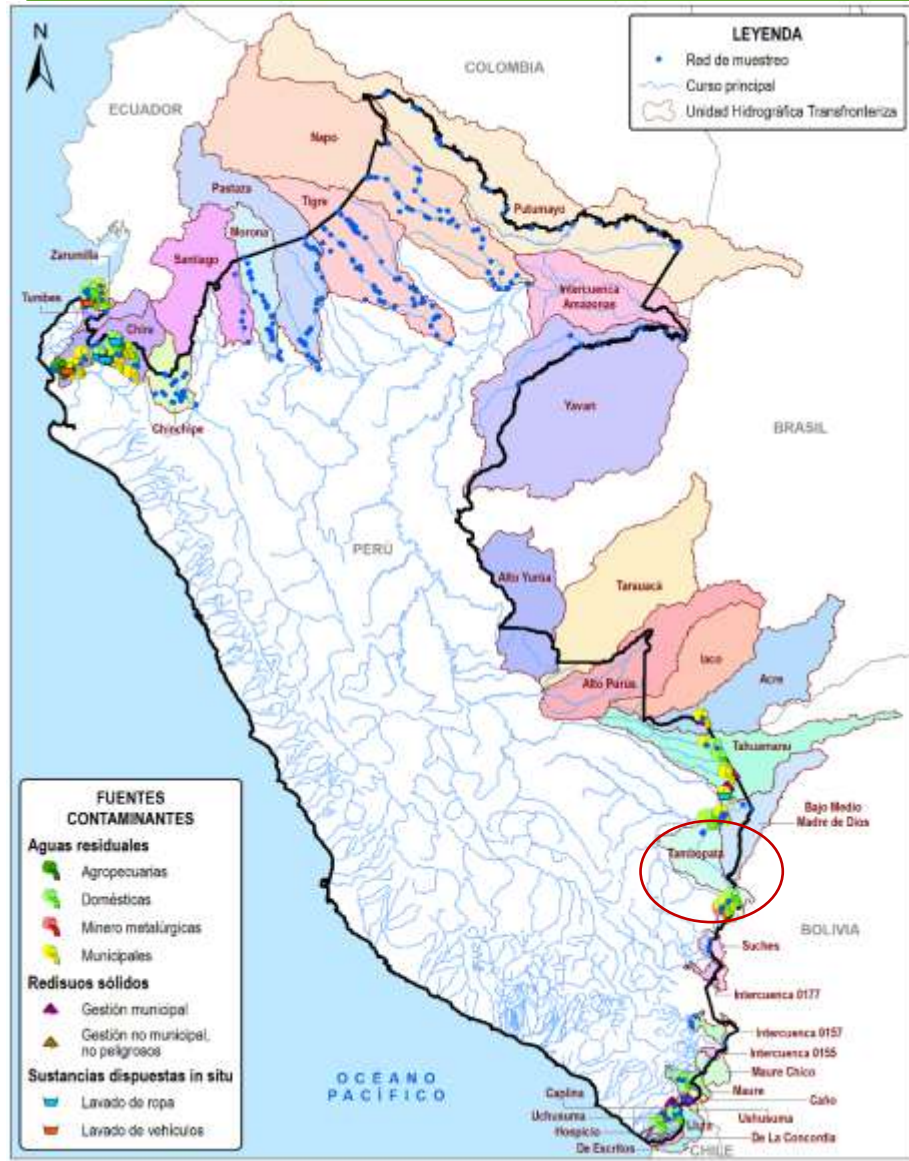 N
LEYENDA
Red de muestreo
Curso principal
Unidad Hidrográfica Transfronteriza
COLOMBIA
ECUADOR
Napo
Pastaza
Tigre
Putumayo
Morona
Zarumilla
Santiago
Tumbes
Intercuenca
Amazonas
Chira
Yavari
BRASIL
Chinchipe
PERÚ
Alto Yurúa
Tarauacá
Iaco
Alto Purús
Acre
Tahuamanu
Bajo Medio
Madre de Dios
Tambopata
BOLIVIA
Suches
Intercuenca 0177
Intercuenca 0157
Intercuenca 0155
Maure Chico
Maure
Caño
Caplina
Uchusuma
Ushusuma
Hospicio
Lluta
De La Concordia
De Escritos
CHILE
OCÉANO
PACÍFICO
FUENTES
CONTAMINANTES
Aguas residuales
Agropecuarias
Domésticas
Minero metalúrgicas
Municipales
Redisuos sólidos
Gestión municipal
Gestión no municipal,
no peligrosos
Sustancias dispuestas in situ
Lavado de ropa
Lavado de vehículos